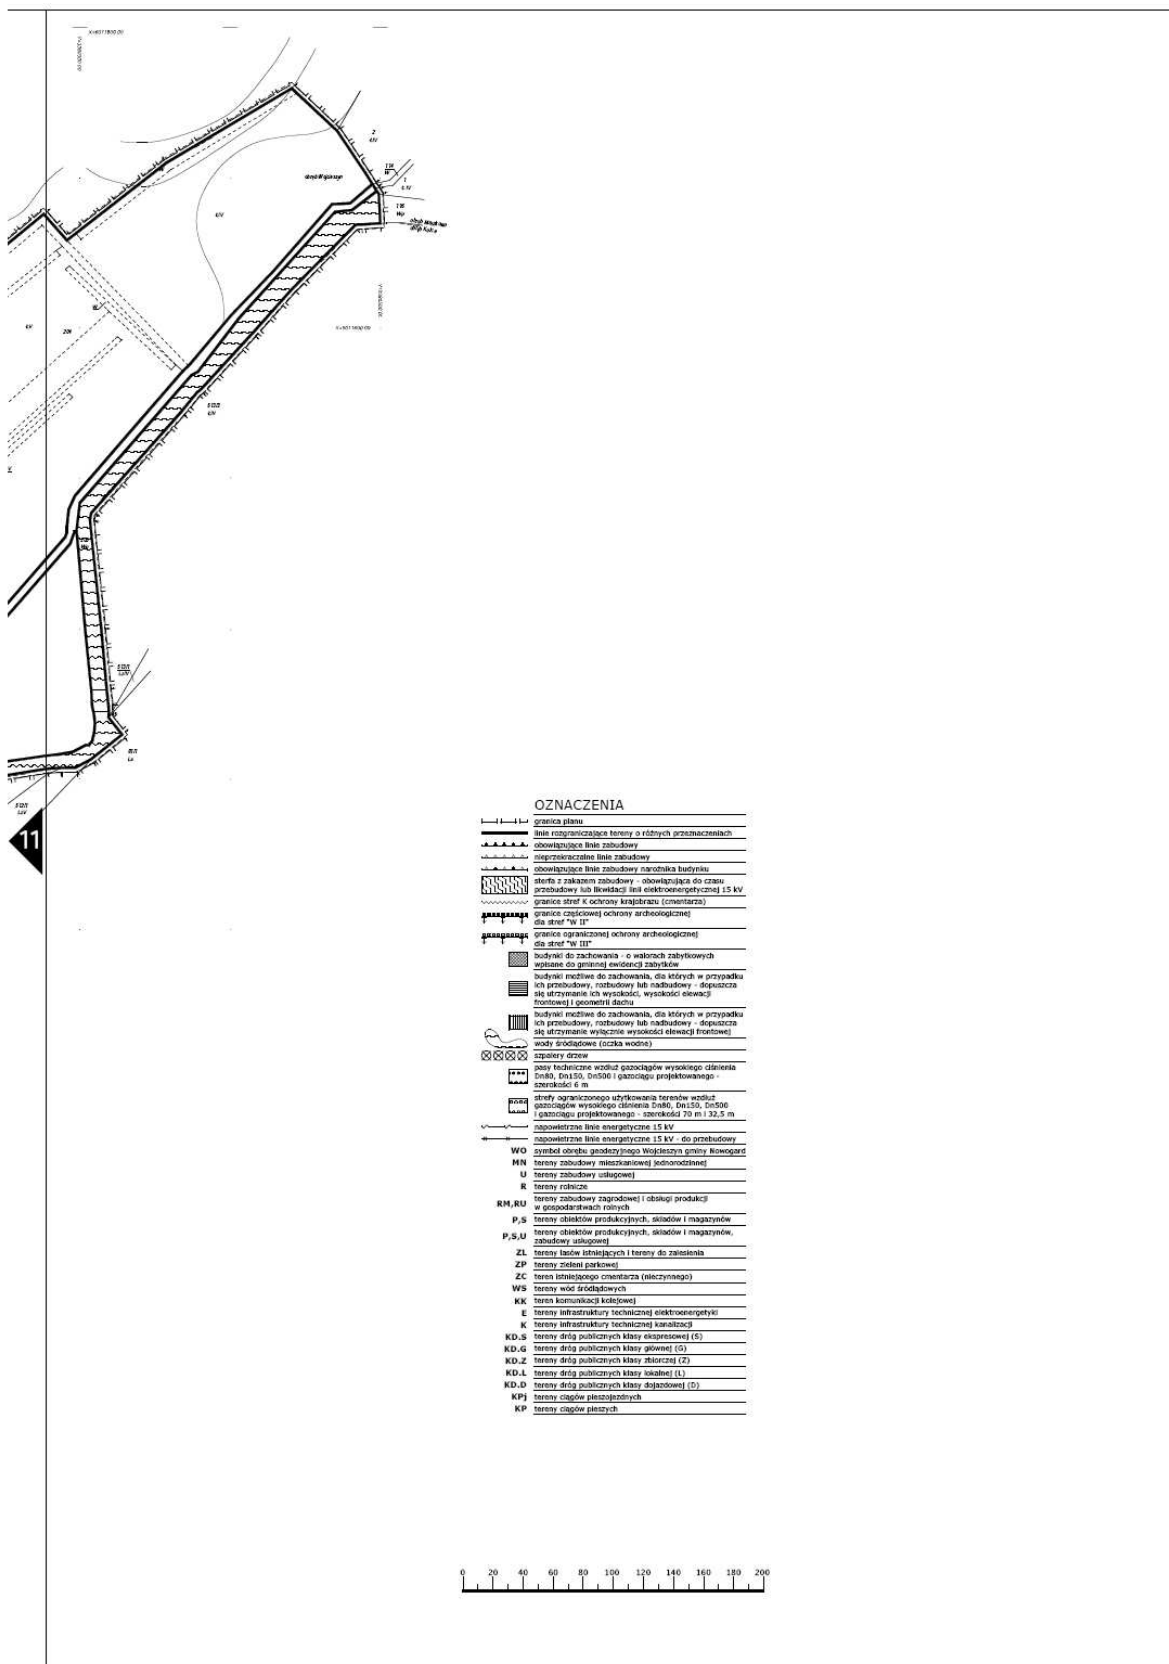 2
W
1
ŁIV
Wp
208
11
OZNACZENIA
granica planu
linie rozgraniczające tereny o różnych przeznaczeniach
obowiązujące linie zabudowy
nieprzekraczalne linie zabudowy
obowiązujące linie zabudowy narożnika budynku
sterfa z zakazem zabudowy - obowiązująca do czasu
przebudowy lub likwidacji linii elektroenergetycznej 15 kV
granice stref K ochrony krajobrazu (cmentarza)
granice częściowej ochrony archeologicznej
dla stref "W II"
granice ograniczonej ochrony archeologicznej
dla stref "W III"
budynki do zachowania - o walorach zabytkowych
wpisane do gminnej ewidencji zabytków
budynki możliwe do zachowania, dla których w przypadku
ich przebudowy, rozbudowy lub nadbudowy - dopuszcza
się utrzymanie ich wysokości, wysokości elewacji
frontowej i geometrii dachu
budynki możliwe do zachowania, dla których w przypadku
ich przebudowy, rozbudowy lub nadbudowy - dopuszcza
się utrzymanie wyłącznie wysokości elewacji frontowej
wody śródlądowe (oczka wodne)
szpalery drzew
pasy techniczne wzdłuż gazociągów wysokiego ciśnienia
Dn80, Dn150, Dn500 i gazociągu projektowanego -
szerokości 6 m
strefy ograniczonego użytkowania terenów wzdłuż
gazociągów wysokiego ciśnienia Dn80, Dn150, Dn500
i gazociągu projektowanego - szerokości 70 m i 32,5 m
napowietrzne linie energetyczne 15 kV
napowietrzne linie energetyczne 15 kV - do przebudowy
WO symbol obrębu geodezyjnego Wojcieszyn gminy Nowogard
MN tereny zabudowy mieszkaniowej jednorodzinnej
U tereny zabudowy usługowej
R tereny rolnicze
RM,RU tereny zabudowy zagrodowej i obsługi produkcji
w gospodarstwach rolnych
P,S tereny obiektów produkcyjnych, składów i magazynów
P,S,U tereny obiektów produkcyjnych, składów i magazynów,
zabudowy usługowej
ZL tereny lasów istniejących i tereny do zalesienia
ZP tereny zieleni parkowej
ZC teren istniejącego cmentarza (nieczynnego)
WS tereny wód śródlądowych
KK teren komunikacji kolejowej
E tereny infrastruktury technicznej elektroenergetyki
K tereny infrastruktury technicznej kanalizacji
KD.S tereny dróg publicznych klasy ekspresowej (S)
KD.G tereny dróg publicznych klasy głównej (G)
KD.Z tereny dróg publicznych klasy zbiorczej (Z)
KD.L tereny dróg publicznych klasy lokalnej (L)
KD.D tereny dróg publicznych klasy dojazdowej (D)
KPj tereny ciągów pieszojezdnych
KP tereny ciągów pieszych
0 20 40 60 80 100 120 140 160 180 200